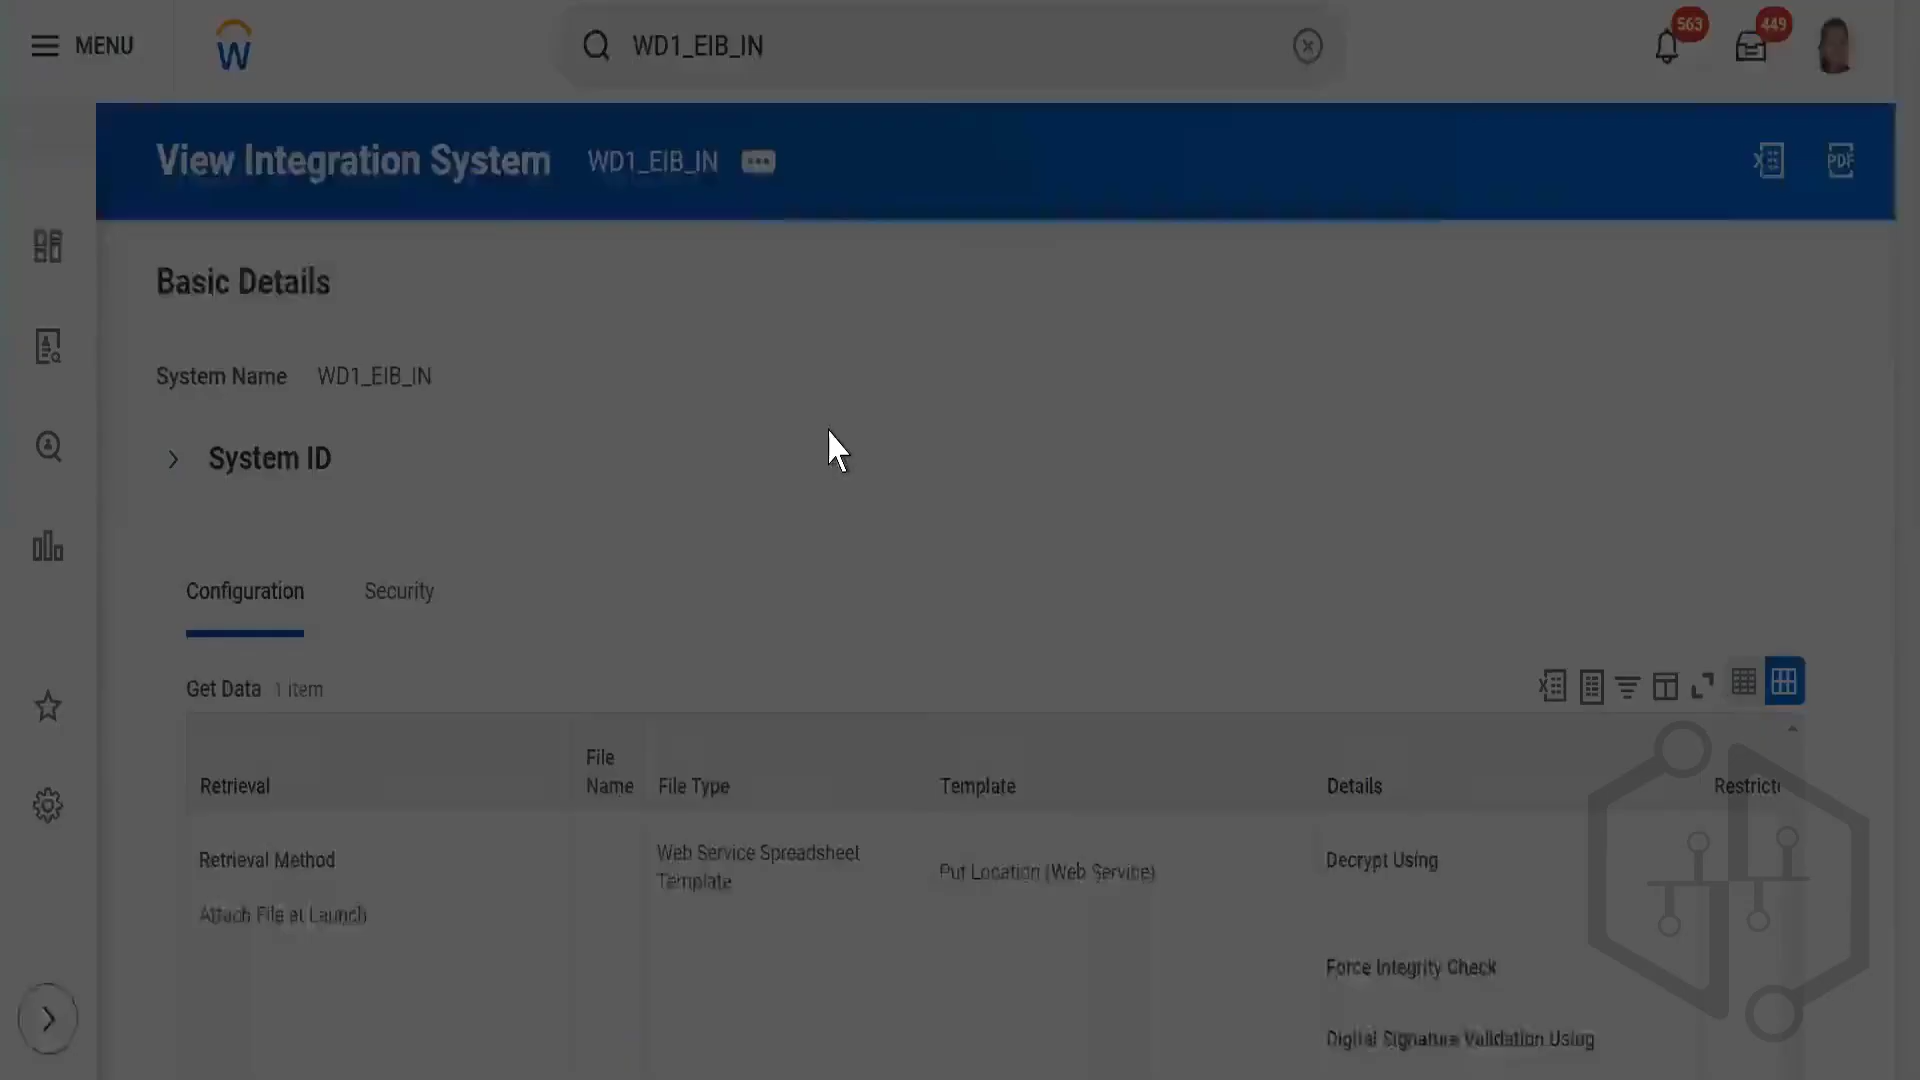 MENU
W
WD1_EIB_IN
563
449
View Integration System WD1_EIB_IN
X
PDF
Basic Details
System Name WD1_EIB_IN
System ID
Configuration
Security
Get Data 1 item
X
Retrieval
File
Name
File Type
Template
Details
Restricte
Retrieval Method
Attach File at Launch
Web Service Spreadsheet
Template
Put Location (Web Service)
Decrypt Using
Force Integrity Check
Digital Signature Validation Using